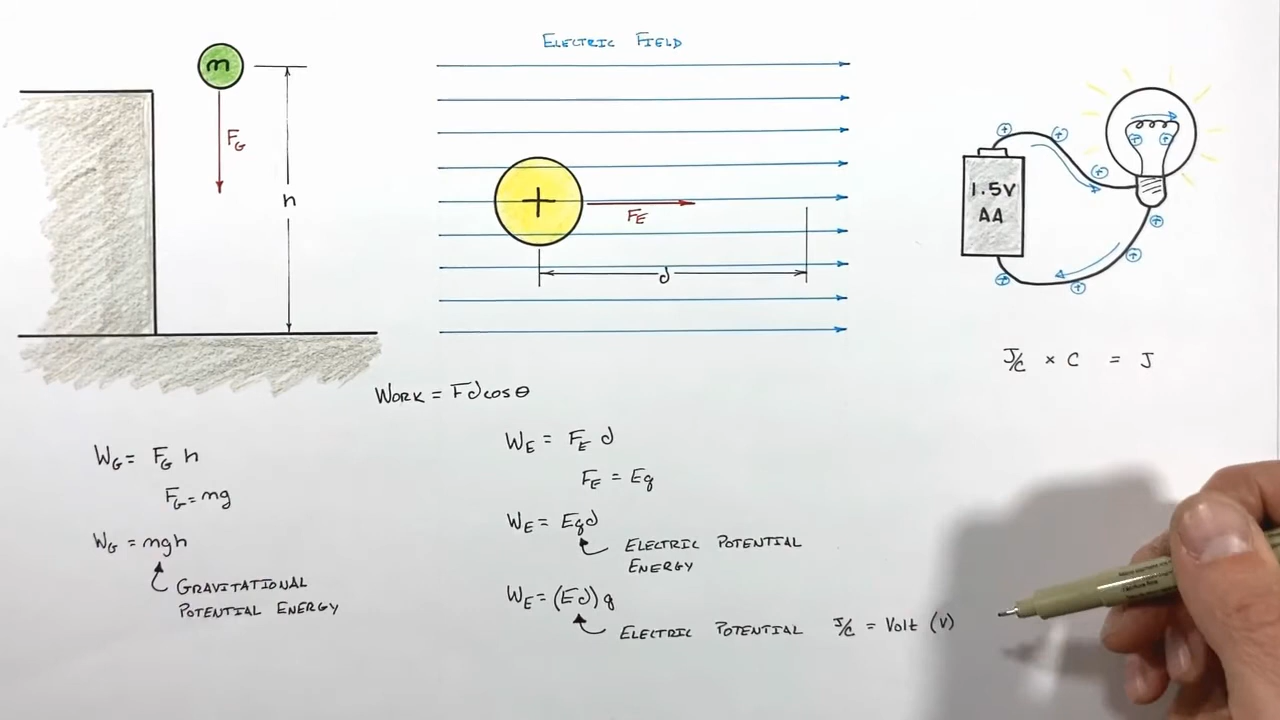 m
F_G
h
ELECTRIC FIELD
+
F_E
d
+ + + + + + + + +
1.5V
AA
J/C × C = J
WORK = Fd cos θ
W_G = F_G h
F_G = mg
W_G = mgh
GRAVITATIONAL
POTENTIAL ENERGY
W_E = F_E d
F_E = Eq
W_E = Eqd
ELECTRIC POTENTIAL
ENERGY
W_E = (Ed)q
ELECTRIC POTENTIAL J/C = Volt (V)